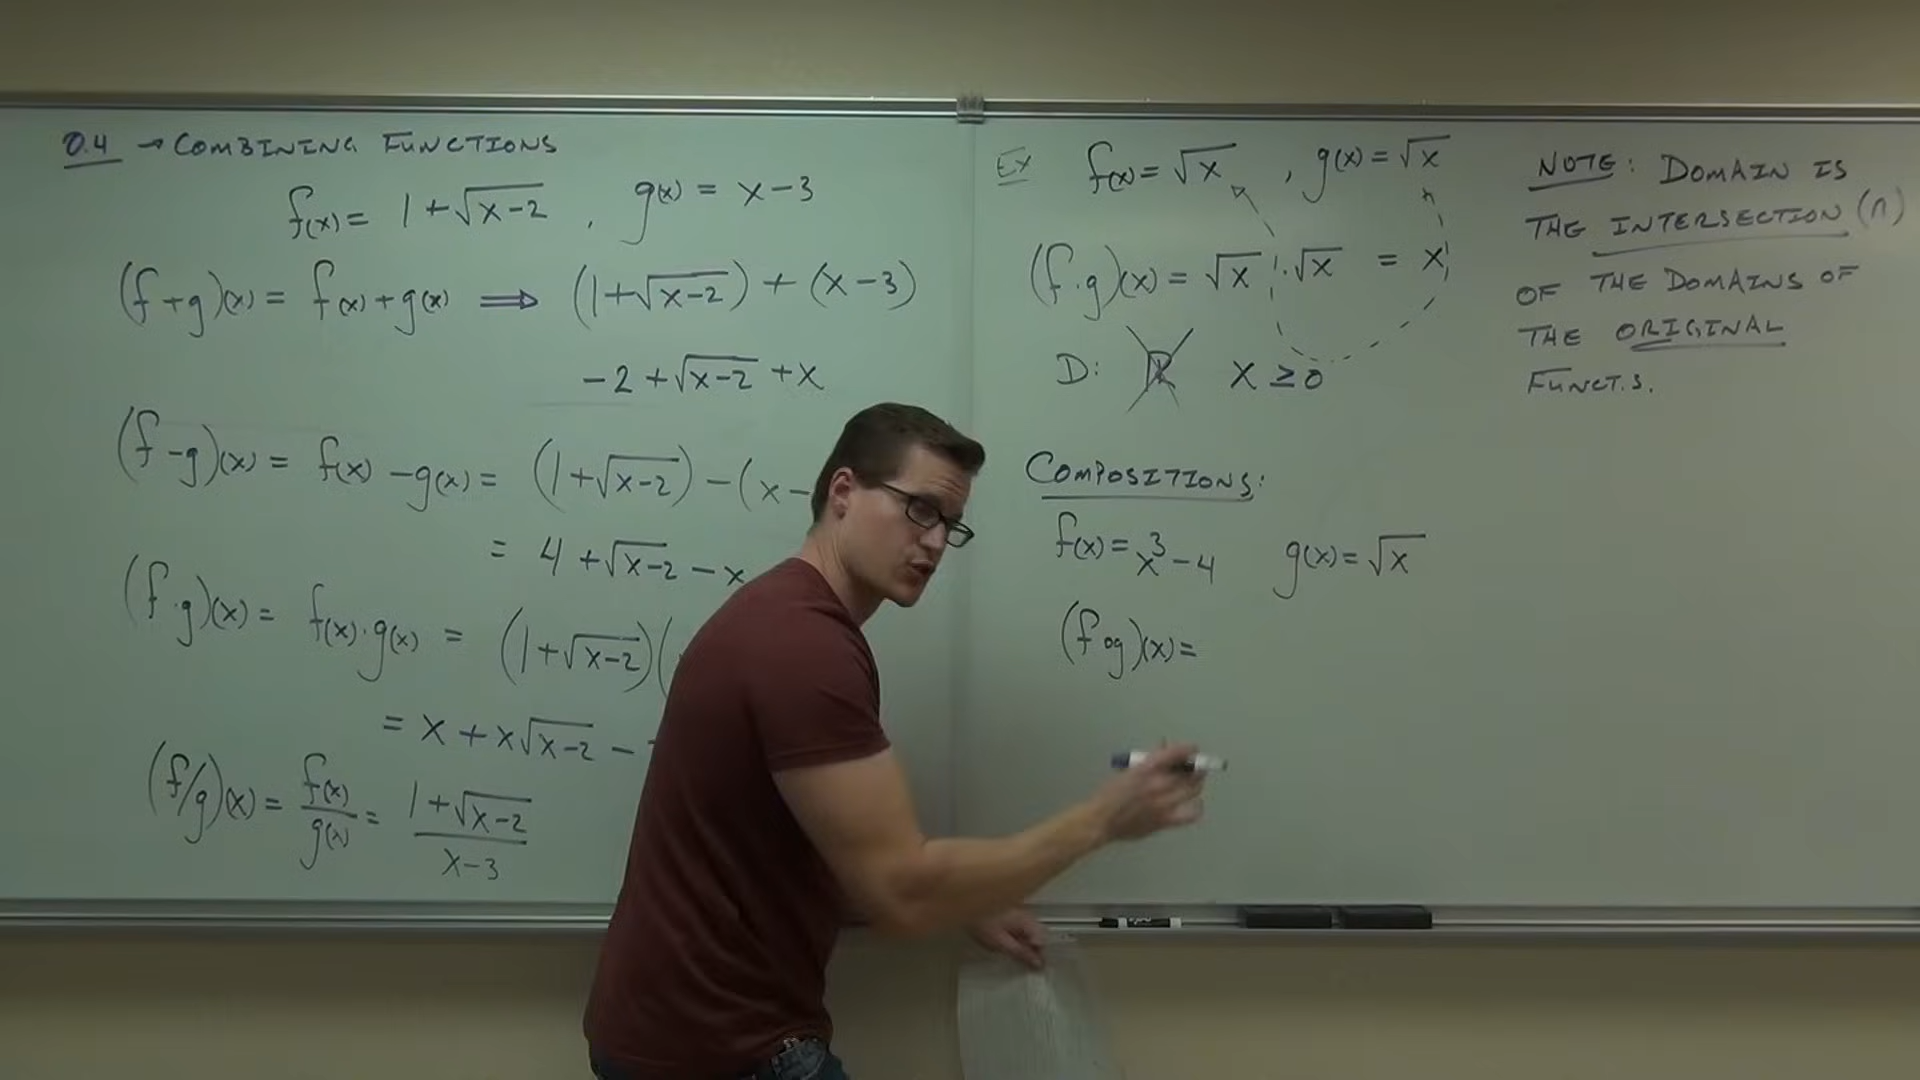 0.4 → COMBINING FUNCTIONS
f(x) = 1 + √(x-2) , g(x) = x - 3
(f + g)(x) = f(x) + g(x) ⟹ (1 + √(x-2)) + (x - 3)
-2 + √(x-2) + x
(f - g)(x) = f(x) - g(x) = (1 + √(x-2)) - (x -
= 4 + √(x-2) - x
(f · g)(x) = f(x) · g(x) = (1 + √(x-2))(
= x + x√(x-2) -
(f/g)(x) = f(x)/g(x) = (1 + √(x-2))/(x-3)
EX f(x) = √x , g(x) = √x
(f · g)(x) = √x · √x = x
D: ℝ x ≥ 0
COMPOSITIONS:
f(x) = x³ - 4 g(x) = √x
(f ∘ g)(x) =
NOTE: DOMAIN IS
THE INTERSECTION (∩)
OF THE DOMAINS OF
THE ORIGINAL
FUNCT.S.